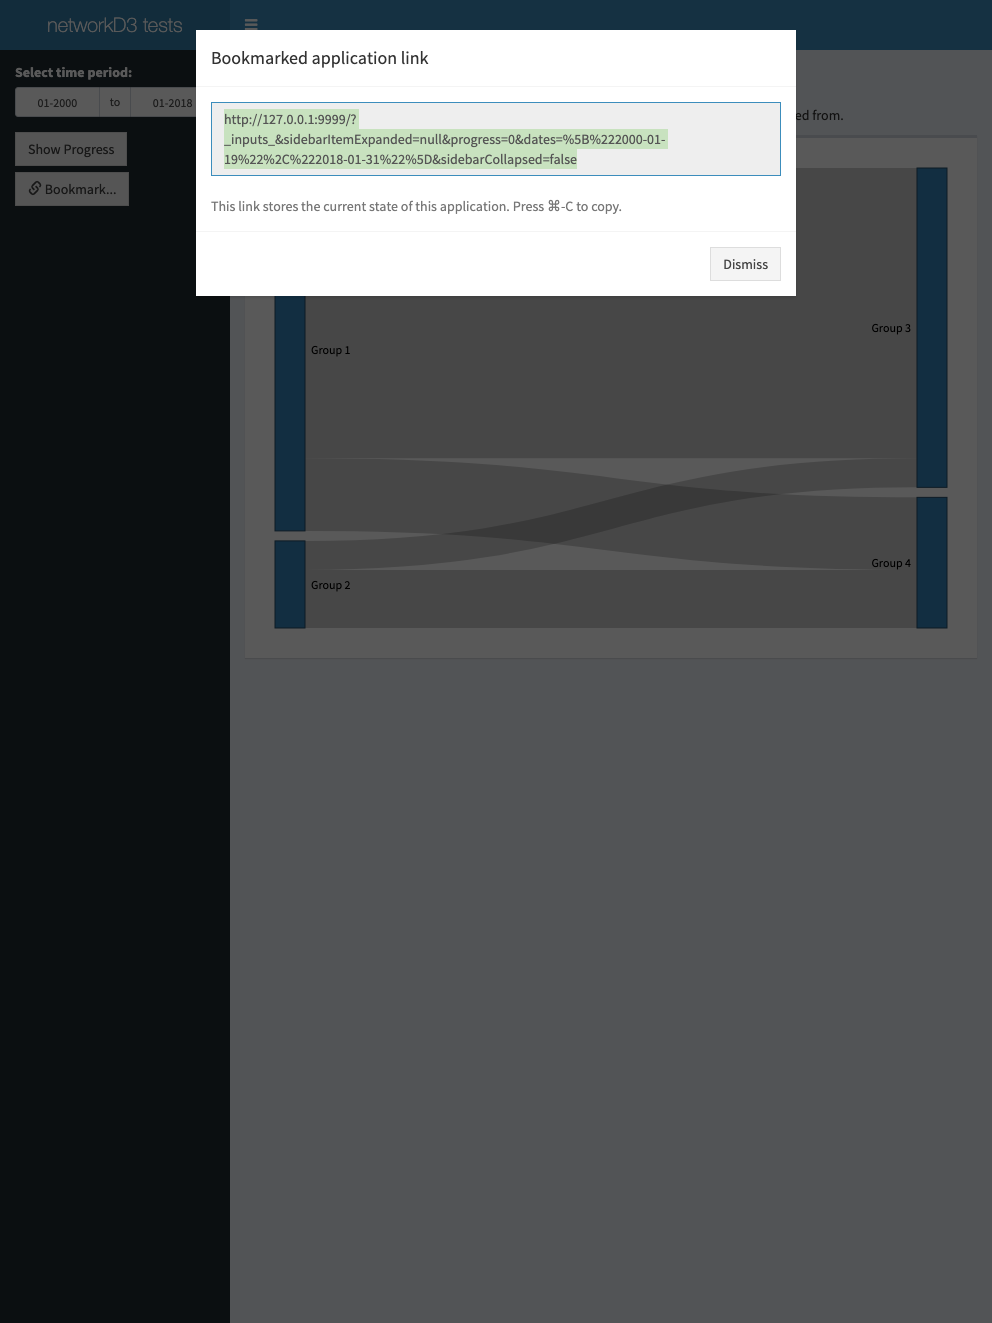 networkD3 tests
Bookmarked application link
Select time period:
01-2000 to 01-2018
http://127.0.0.1:9999/?
_inputs_&sidebarItemExpanded=null&progress=0&dates=%5B%222000-01-
19%22%2C%222018-01-31%22%5D&sidebarCollapsed=false
ed from.
Show Progress
Bookmark...
This link stores the current state of this application. Press ⌘-C to copy.
Dismiss
Group 3
Group 1
Group 4
Group 2